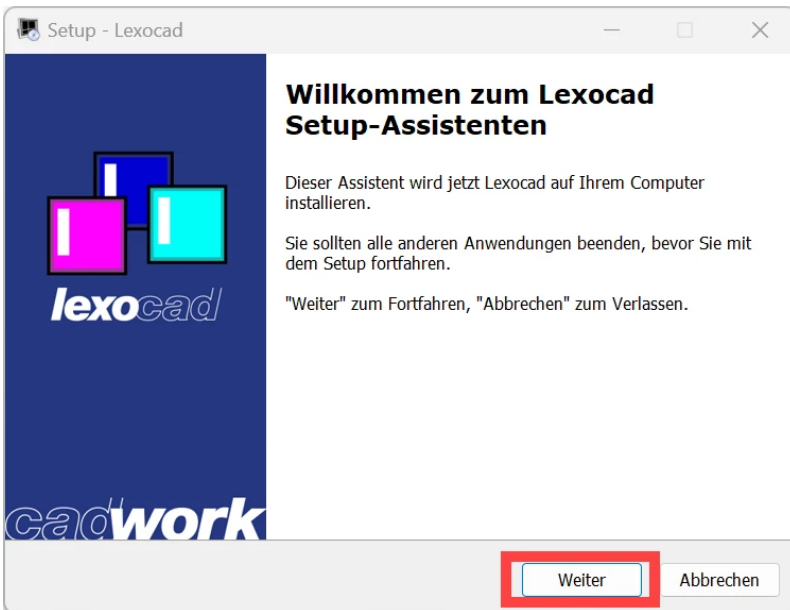 Setup - Lexocad
Willkommen zum Lexocad
Setup-Assistenten
Dieser Assistent wird jetzt Lexocad auf Ihrem Computer
installieren.
Sie sollten alle anderen Anwendungen beenden, bevor Sie mit
dem Setup fortfahren.
"Weiter" zum Fortfahren, "Abbrechen" zum Verlassen.
lexocad
cadwork
Weiter
Abbrechen